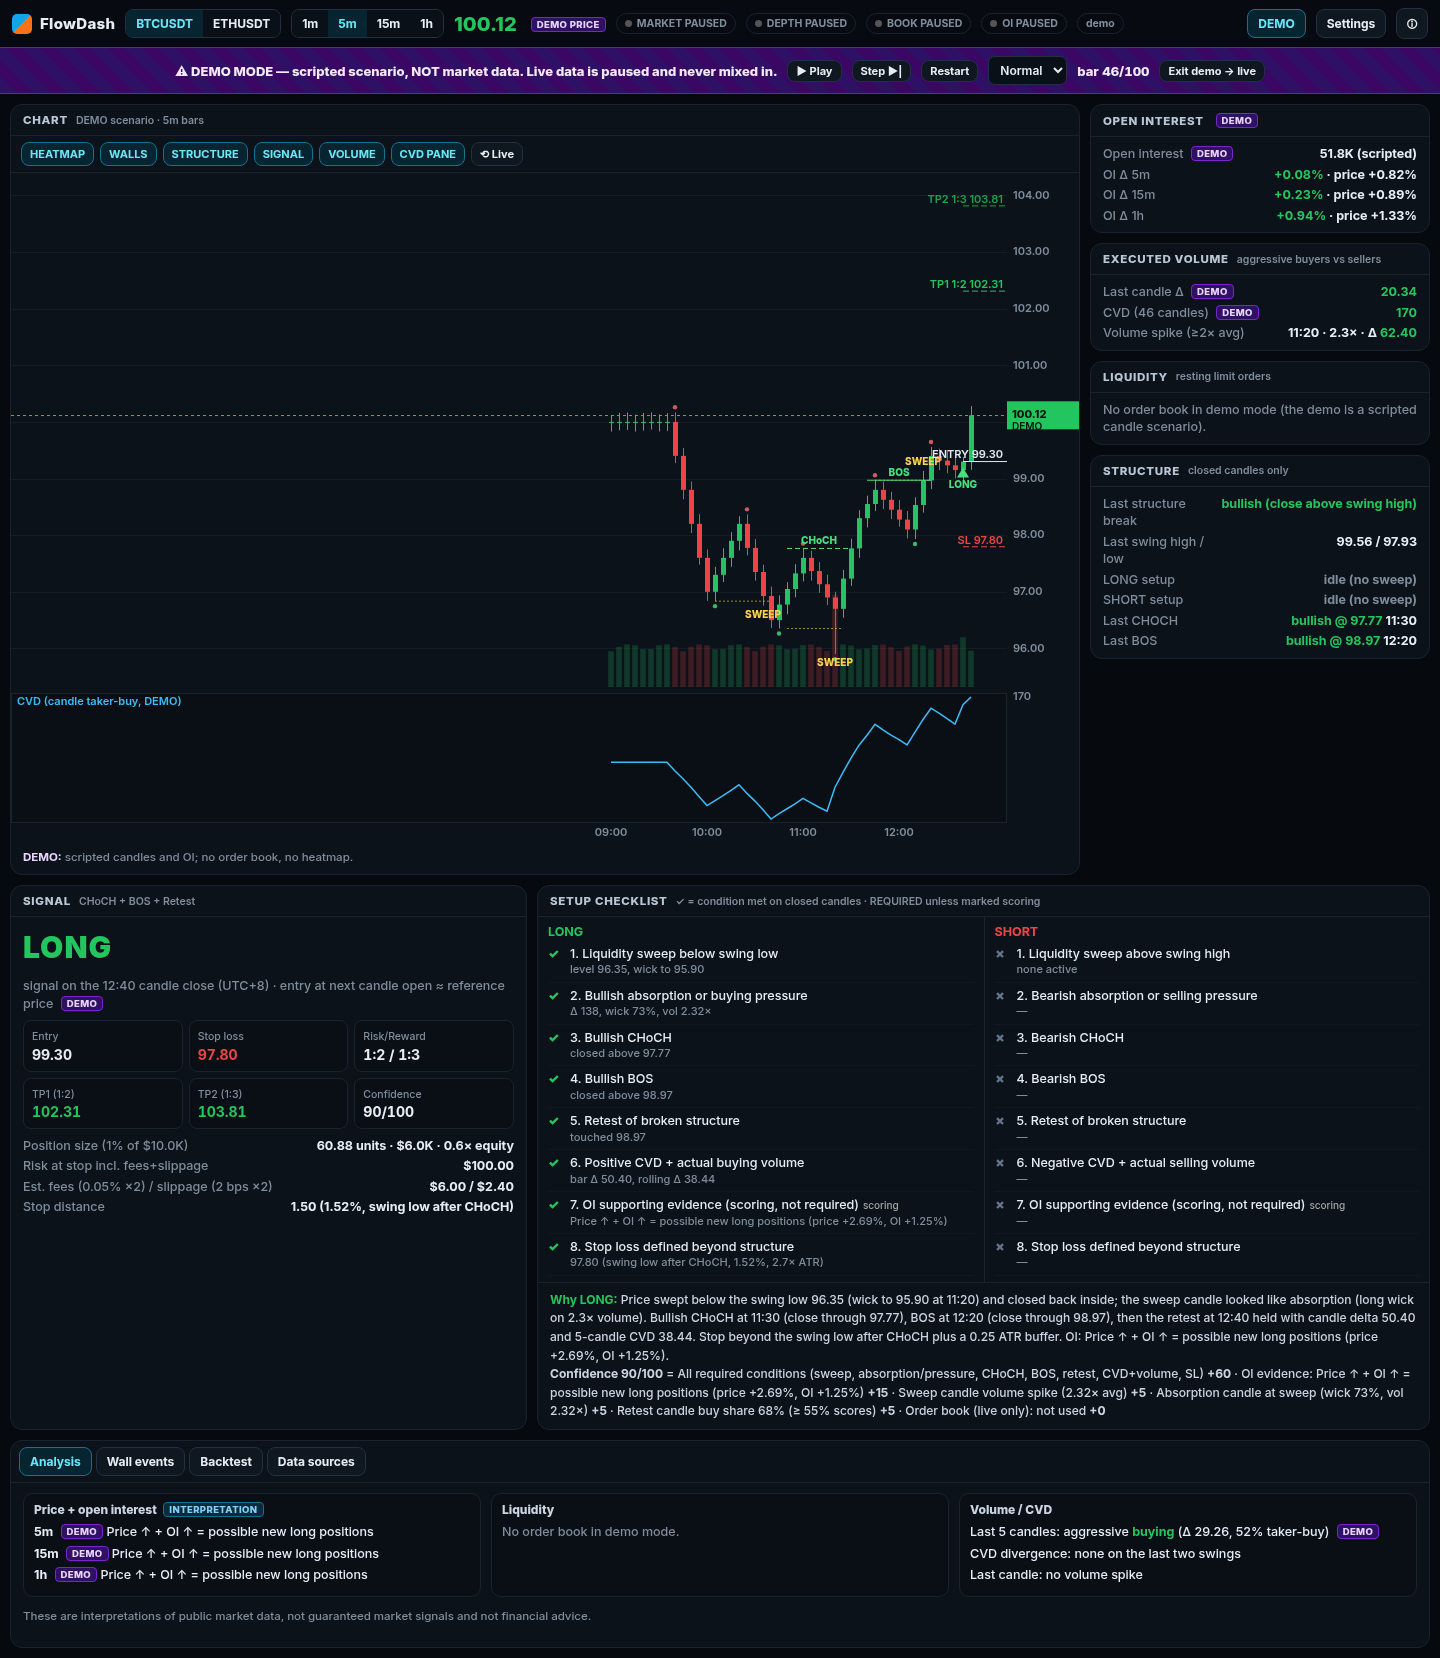 FlowDash BTCUSDT ETHUSDT 1m 5m 15m 1h 100.12 DEMO PRICE MARKET PAUSED DEPTH PAUSED BOOK PAUSED OI PAUSED demo DEMO Settings ⓘ
⚠ DEMO MODE — scripted scenario, NOT market data. Live data is paused and never mixed in. ▶ Play Step ▶| Restart Normal bar 46/100 Exit demo → live
CHART DEMO scenario · 5m bars
HEATMAP WALLS STRUCTURE SIGNAL VOLUME CVD PANE ⟲ Live
TP2 1:3 103.81
104.00
103.00
TP1 1:2 102.31
102.00
101.00
100.12
DEMO
ENTRY 99.30
SWEEP
BOS
99.00
LONG
98.00
SL 97.80
CHoCH
97.00
SWEEP
96.00
SWEEP
170
CVD (candle taker-buy, DEMO)
09:00 10:00 11:00 12:00
DEMO: scripted candles and OI; no order book, no heatmap.
OPEN INTEREST DEMO
Open interest DEMO 51.8K (scripted)
OI Δ 5m +0.08% · price +0.82%
OI Δ 15m +0.23% · price +0.89%
OI Δ 1h +0.94% · price +1.33%
EXECUTED VOLUME aggressive buyers vs sellers
Last candle Δ DEMO 20.34
CVD (46 candles) DEMO 170
Volume spike (≥2× avg) 11:20 · 2.3× · Δ 62.40
LIQUIDITY resting limit orders
No order book in demo mode (the demo is a scripted
candle scenario).
STRUCTURE closed candles only
Last structure break bullish (close above swing high)
Last swing high / low 99.56 / 97.93
LONG setup idle (no sweep)
SHORT setup idle (no sweep)
Last CHOCH bullish @ 97.77 11:30
Last BOS bullish @ 98.97 12:20
SIGNAL CHoCH + BOS + Retest
LONG
signal on the 12:40 candle close (UTC+8) · entry at next candle open ≈ reference
price DEMO
Entry Stop loss Risk/Reward
99.30 97.80 1:2 / 1:3
TP1 (1:2) TP2 (1:3) Confidence
102.31 103.81 90/100
Position size (1% of $10.0K) 60.88 units · $6.0K · 0.6× equity
Risk at stop incl. fees+slippage $100.00
Est. fees (0.05% ×2) / slippage (2 bps ×2) $6.00 / $2.40
Stop distance 1.50 (1.52%, swing low after CHoCH)
SETUP CHECKLIST ✓ = condition met on closed candles · REQUIRED unless marked scoring
LONG
✓ 1. Liquidity sweep below swing low
level 96.35, wick to 95.90
✓ 2. Bullish absorption or buying pressure
Δ 138, wick 73%, vol 2.32×
✓ 3. Bullish CHoCH
closed above 97.77
✓ 4. Bullish BOS
closed above 98.97
✓ 5. Retest of broken structure
touched 98.97
✓ 6. Positive CVD + actual buying volume
bar Δ 50.40, rolling Δ 38.44
✓ 7. OI supporting evidence (scoring, not required) scoring
Price ↑ + OI ↑ = possible new long positions (price +2.69%, OI +1.25%)
✓ 8. Stop loss defined beyond structure
97.80 (swing low after CHoCH, 1.52%, 2.7× ATR)
SHORT
✕ 1. Liquidity sweep above swing high
none active
✕ 2. Bearish absorption or selling pressure
—
✕ 3. Bearish CHoCH
—
✕ 4. Bearish BOS
—
✕ 5. Retest of broken structure
—
✕ 6. Negative CVD + actual selling volume
—
✕ 7. OI supporting evidence (scoring, not required) scoring
—
✕ 8. Stop loss defined beyond structure
—
Why LONG: Price swept below the swing low 96.35 (wick to 95.90 at 11:20) and closed back inside; the sweep candle looked like absorption (long wick
on 2.3× volume). Bullish CHoCH at 11:30 (close through 97.77), BOS at 12:20 (close through 98.97), then the retest at 12:40 held with candle delta 50.40
and 5-candle CVD 38.44. Stop beyond the swing low after CHoCH plus a 0.25 ATR buffer. OI: Price ↑ + OI ↑ = possible new long positions (price
+2.69%, OI +1.25%).
Confidence 90/100 = All required conditions (sweep, absorption/pressure, CHoCH, BOS, retest, CVD+volume, SL) +60 · OI evidence: Price ↑ + OI ↑ =
possible new long positions (price +2.69%, OI +1.25%) +15 · Sweep candle volume spike (2.32× avg) +5 · Absorption candle at sweep (wick 73%, vol
2.32×) +5 · Retest candle buy share 68% (≥ 55% scores) +5 · Order book (live only): not used +0
Analysis Wall events Backtest Data sources
Price + open interest INTERPRETATION
5m DEMO Price ↑ + OI ↑ = possible new long positions
15m DEMO Price ↑ + OI ↑ = possible new long positions
1h DEMO Price ↑ + OI ↑ = possible new long positions
Liquidity
No order book in demo mode.
Volume / CVD
Last 5 candles: aggressive buying (Δ 29.26, 52% taker-buy) DEMO
CVD divergence: none on the last two swings
Last candle: no volume spike
These are interpretations of public market data, not guaranteed market signals and not financial advice.